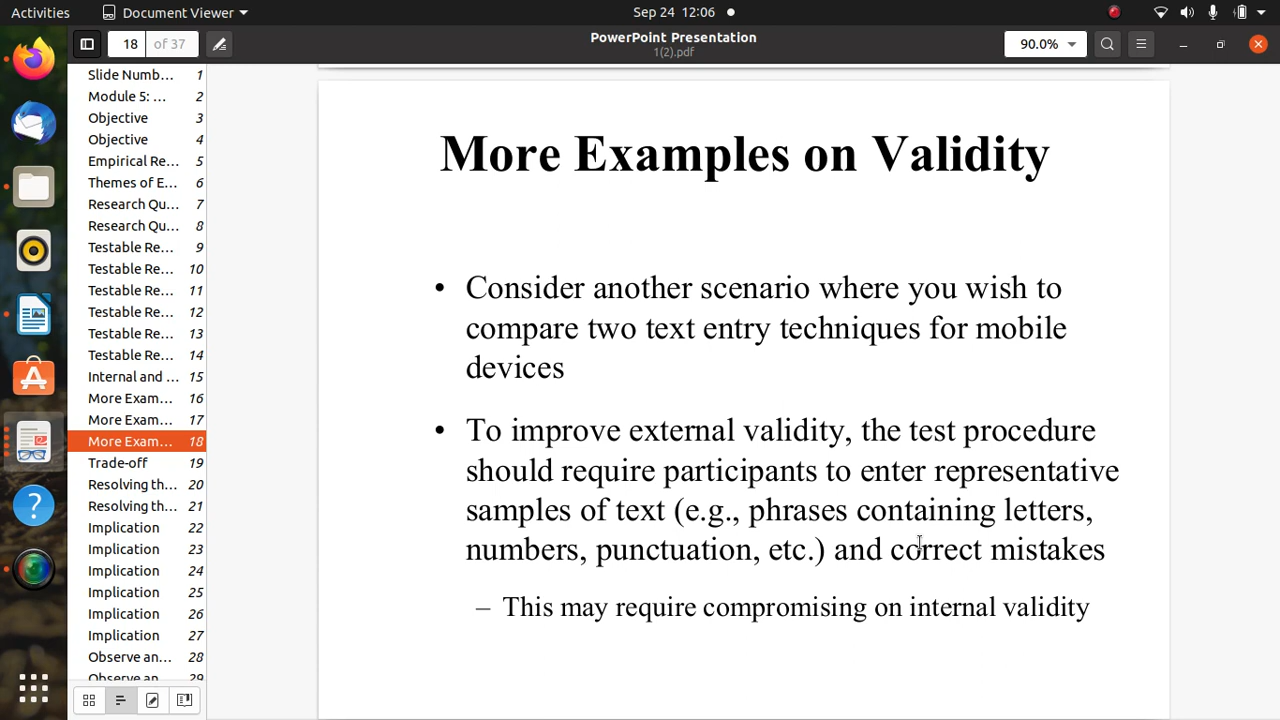 Activities
Document Viewer
Sep 24 12:06
18 of 37
PowerPoint Presentation
1(2).pdf
90.0%
Slide Numb... 1
Module 5: ... 2
Objective 3
Objective 4
Empirical Re... 5
Themes of E... 6
Research Qu... 7
Research Qu... 8
Testable Re... 9
Testable Re... 10
Testable Re... 11
Testable Re... 12
Testable Re... 13
Testable Re... 14
Internal and ... 15
More Exam... 16
More Exam... 17
More Exam... 18
Trade-off 19
Resolving th... 20
Resolving th... 21
Implication 22
Implication 23
Implication 24
Implication 25
Implication 26
Implication 27
Observe an... 28
Observe an... 29
More Examples on Validity
• Consider another scenario where you wish to
compare two text entry techniques for mobile
devices
• To improve external validity, the test procedure
should require participants to enter representative
samples of text (e.g., phrases containing letters,
numbers, punctuation, etc.) and correct mistakes
– This may require compromising on internal validity